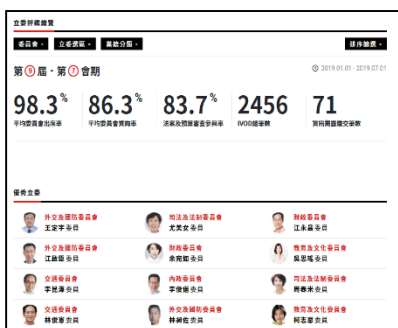 立委評鑑總覽
委員會
立委選區
黨統分類
排序篩選
第⑨屆・第⑦會期
2019.01.01 - 2019.07.01
98.3%
86.3%
83.7%
2456
71
平均委員會出席率
平均委員會質詢率
法案及預算審查參與率
IVOD總筆數
質詢團體繳交筆數
優秀立委
外交及國防委員會
司法及法制委員會
財政委員會
王定宇委員
尤美女委員
江永昌委員
外交及國防委員會
財政委員會
教育及文化委員會
江啟臣委員
余宛如委員
吳思瑤委員
交通委員會
內政委員會
司法及法制委員會
李昆澤委員
李俊俋委員
周春米委員
交通委員會
外交及國防委員會
教育及文化委員會
林俊憲委員
林昶佐委員
柯志恩委員